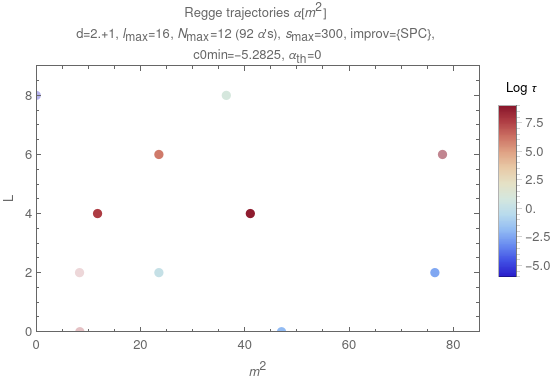 Regge trajectories α[m²]
d=2.+1, lmax=16, Nmax=12 (92 α's), smax=300, improv={SPC},
c0min=−5.2825, αth=0
Log τ
7.5
5.0
2.5
0.
−2.5
−5.0
L
8
6
4
2
0
0 20 40 60 80
m²